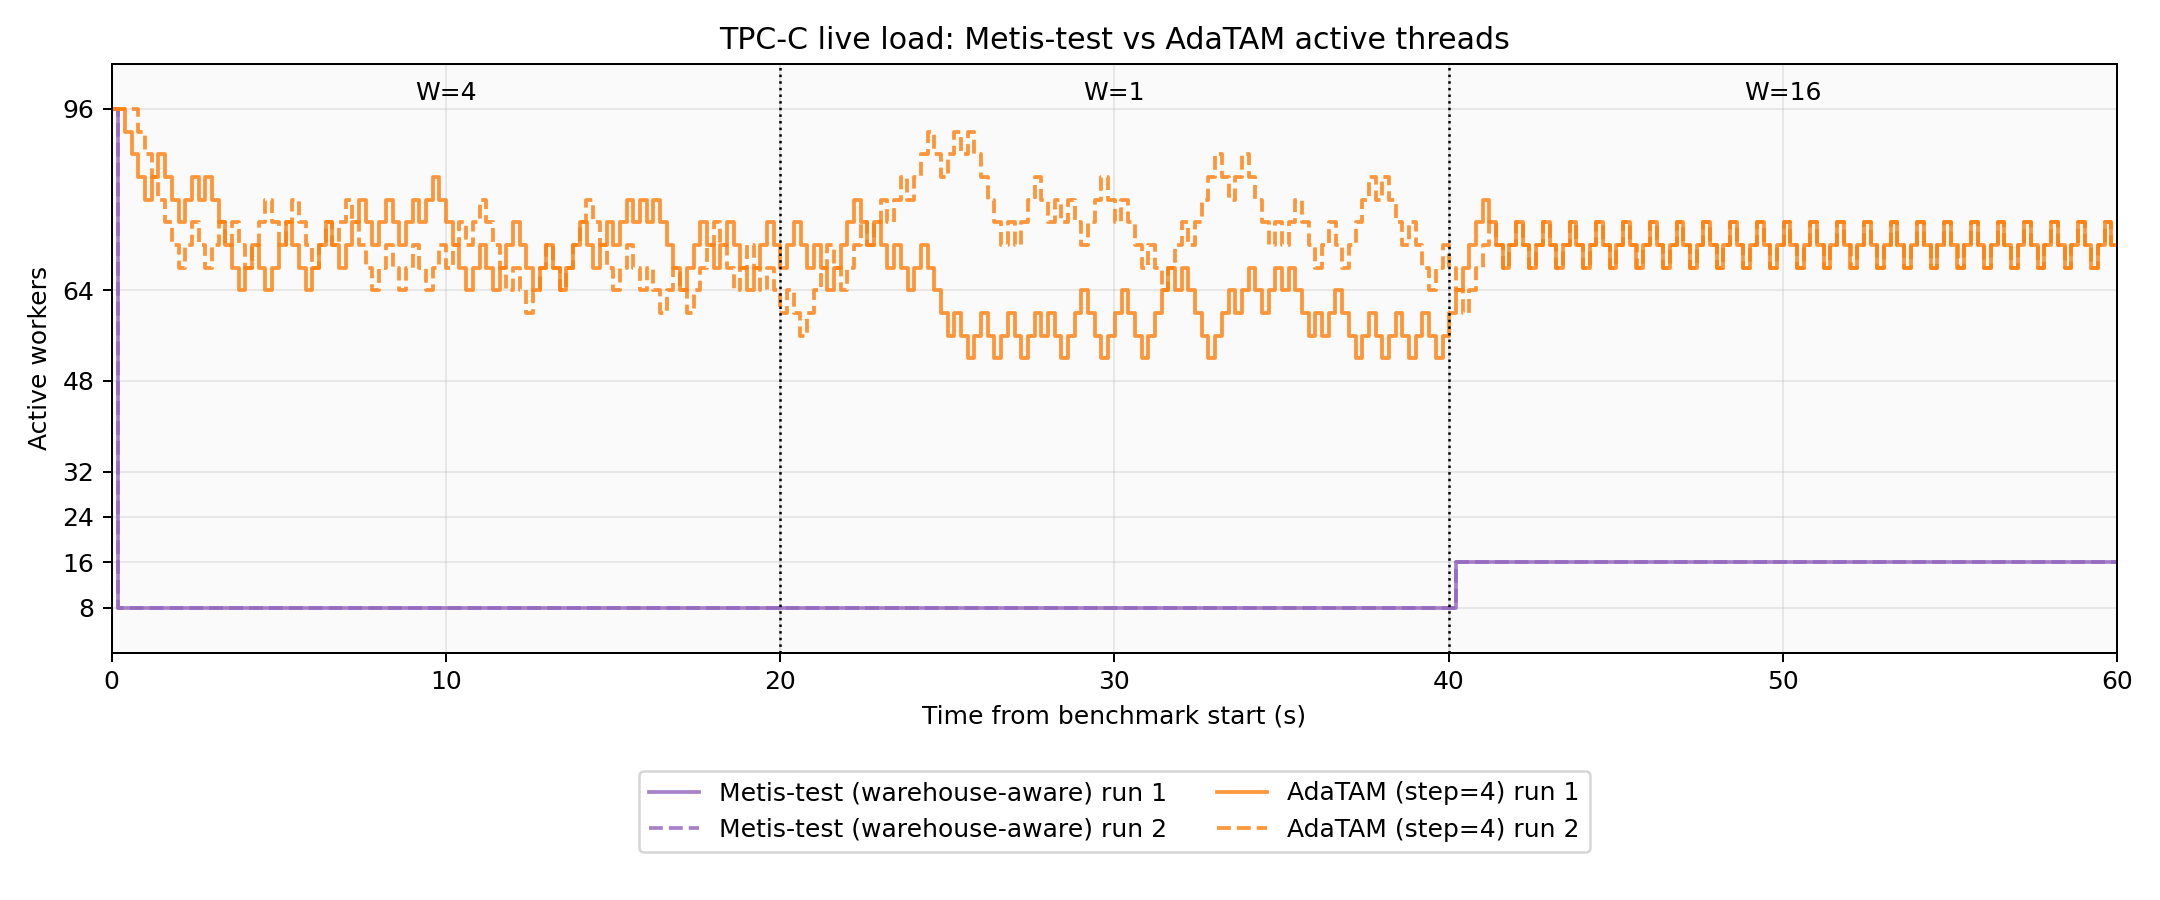 TPC-C live load: Metis-test vs AdaTAM active threads
W=4
W=1
W=16
96
64
48
32
24
16
8
Active workers
0
10
20
30
40
50
60
Time from benchmark start (s)
Metis-test (warehouse-aware) run 1
Metis-test (warehouse-aware) run 2
AdaTAM (step=4) run 1
AdaTAM (step=4) run 2